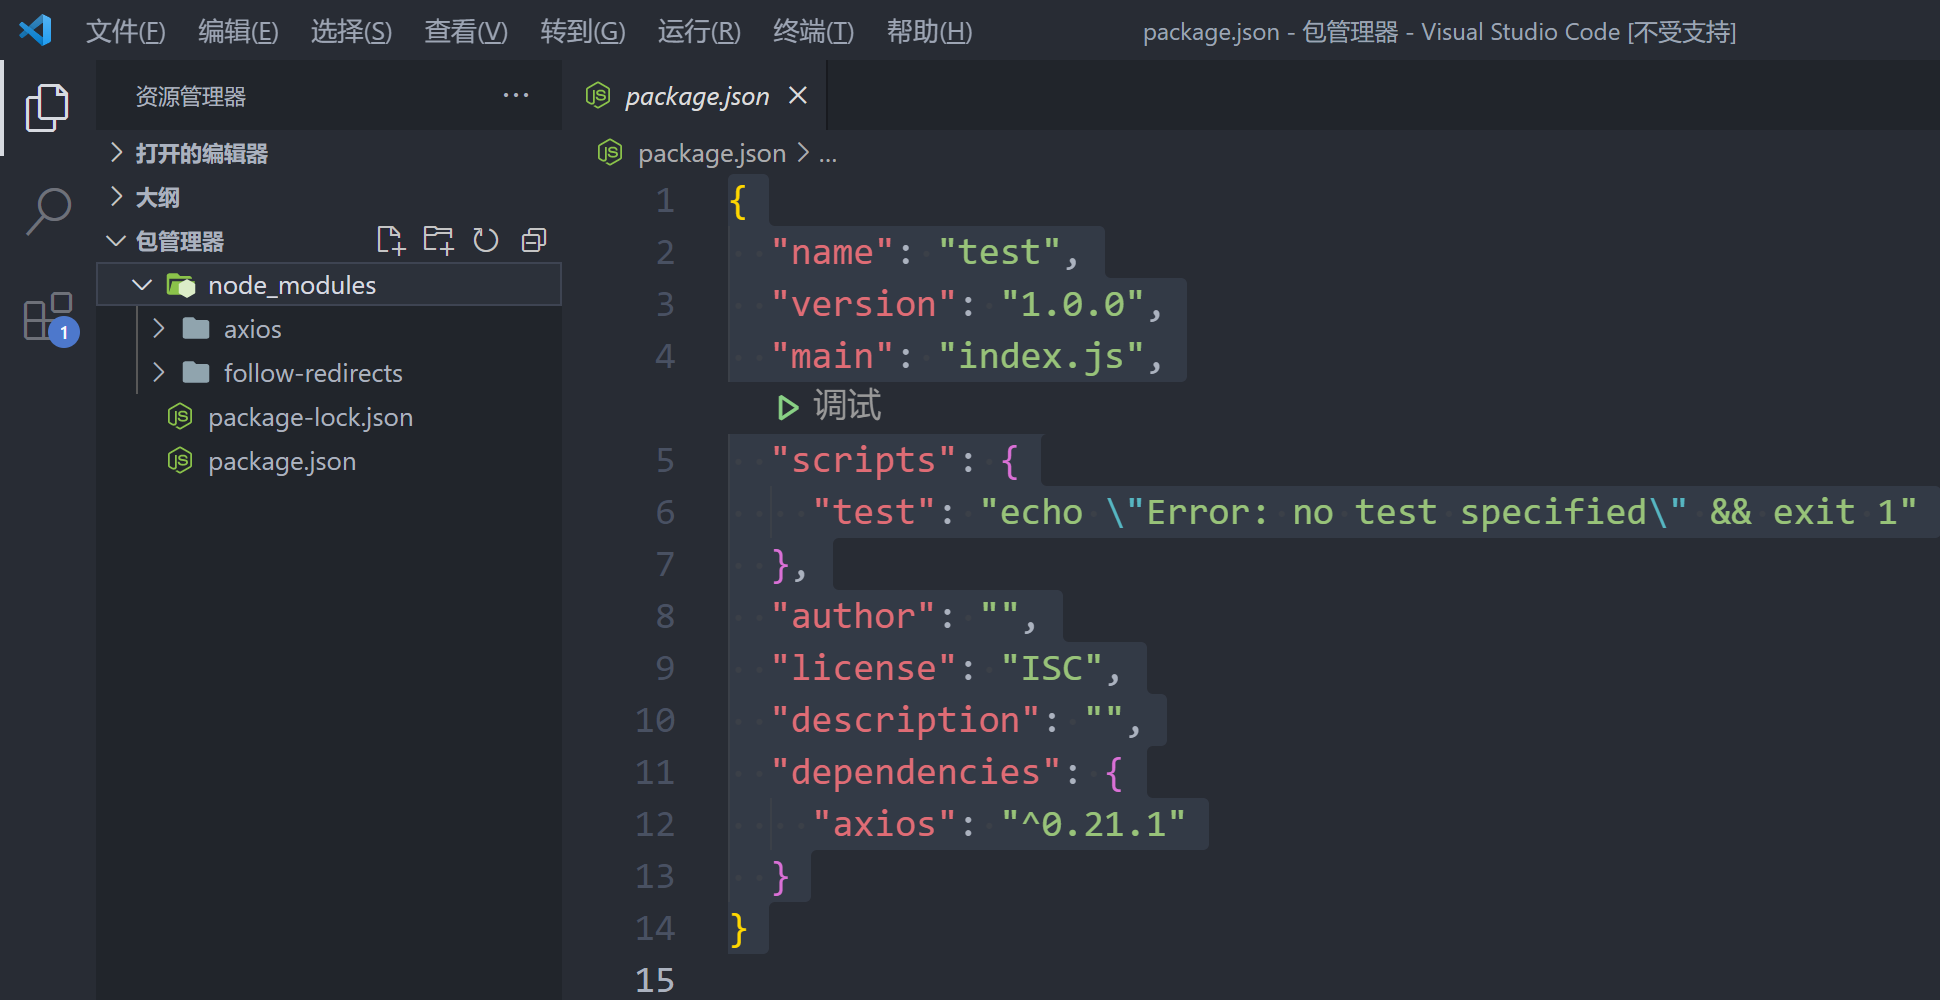 文件(F) 编辑(E) 选择(S) 查看(V) 转到(G) 运行(R) 终端(T) 帮助(H) package.json - 包管理器 - Visual Studio Code [不受支持]
资源管理器 ···
打开的编辑器
大纲
包管理器
node_modules
axios
follow-redirects
package-lock.json
package.json
1
package.json
package.json > ...
1 {
2 "name": "test",
3 "version": "1.0.0",
4 "main": "index.js",
调试
5 "scripts": {
6 "test": "echo \"Error: no test specified\" && exit 1"
7 },
8 "author": "",
9 "license": "ISC",
10 "description": "",
11 "dependencies": {
12 "axios": "^0.21.1"
13 }
14 }
15